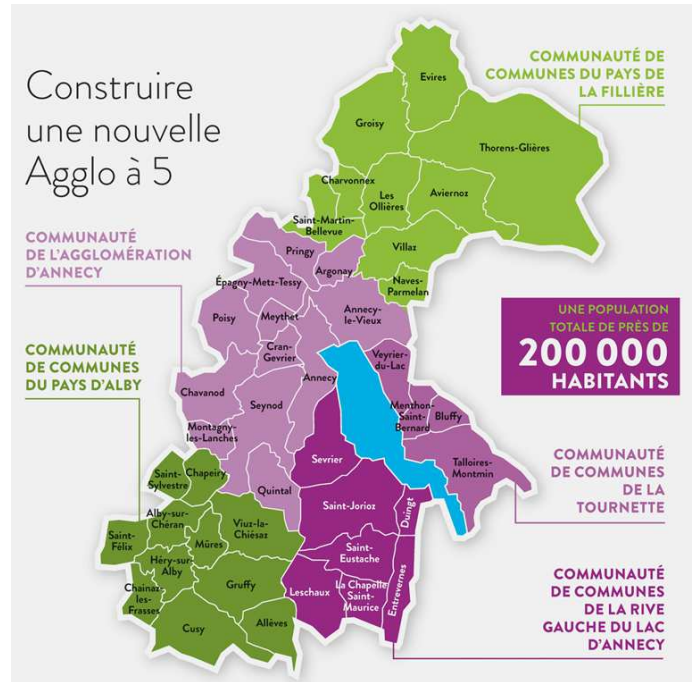 Construire
une nouvelle
Agglo à 5
COMMUNAUTÉ DE
COMMUNES DU PAYS DE
LA FILLIÈRE
Evires
Groisy
Thorens-Glières
Charvonnex
Les
Ollières
Aviernoz
Saint-Martin-
Bellevue
Villaz
Naves-
Parmelan
COMMUNAUTÉ
DE L'AGGLOMÉRATION
D'ANNECY
Pringy
Argonay
Épagny-Metz-Tessy
Poisy
Meythet
Annecy-
le-Vieux
Cran-
Gevrier
Annecy
Chavanod
Seynod
Montagny-
les-Lanches
Quintal
UNE POPULATION
TOTALE DE PRÈS DE
200 000
HABITANTS
COMMUNAUTÉ
DE COMMUNES
DU PAYS D'ALBY
Veyrier-
du-Lac
Menthon-
Saint-
Bernard
Bluffy
Talloires-
Montmin
COMMUNAUTÉ
DE COMMUNES
DE LA
TOURNETTE
Sevrier
Saint-Jorioz
Duingt
Saint-
Eustache
Leschaux
La Chapelle
Saint-
Maurice
Entrevernes
Saint-
Sylvestre
Chapeiry
Alby-sur-
Chéran
Viuz-la-
Chiésaz
Saint-
Félix
Mûres
Héry-sur-
Alby
Chainaz-
les-
Frasses
Gruffy
Cusy
Allèves
COMMUNAUTÉ
DE COMMUNES
DE LA RIVE
GAUCHE DU LAC
D'ANNECY